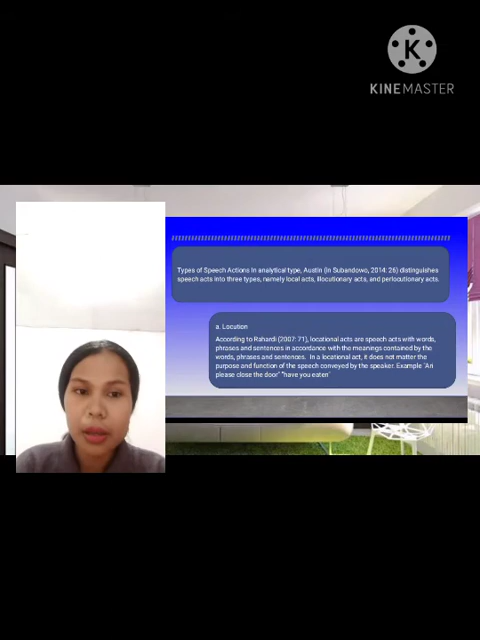 K
KINEMASTER
Types of Speech Actions In analytical type, Austin (in Subandowo, 2014: 26) distinguishes
speech acts into three types, namely local acts, illocutionary acts, and perlocutionary acts.
a. Locution
According to Rahardi (2007: 71), locational acts are speech acts with words,
phrases and sentences in accordance with the meanings contained by the
words, phrases and sentences. In a locational act, it does not matter the
purpose and function of the speech conveyed by the speaker. Example "Ari
please close the door" "have you eaten"